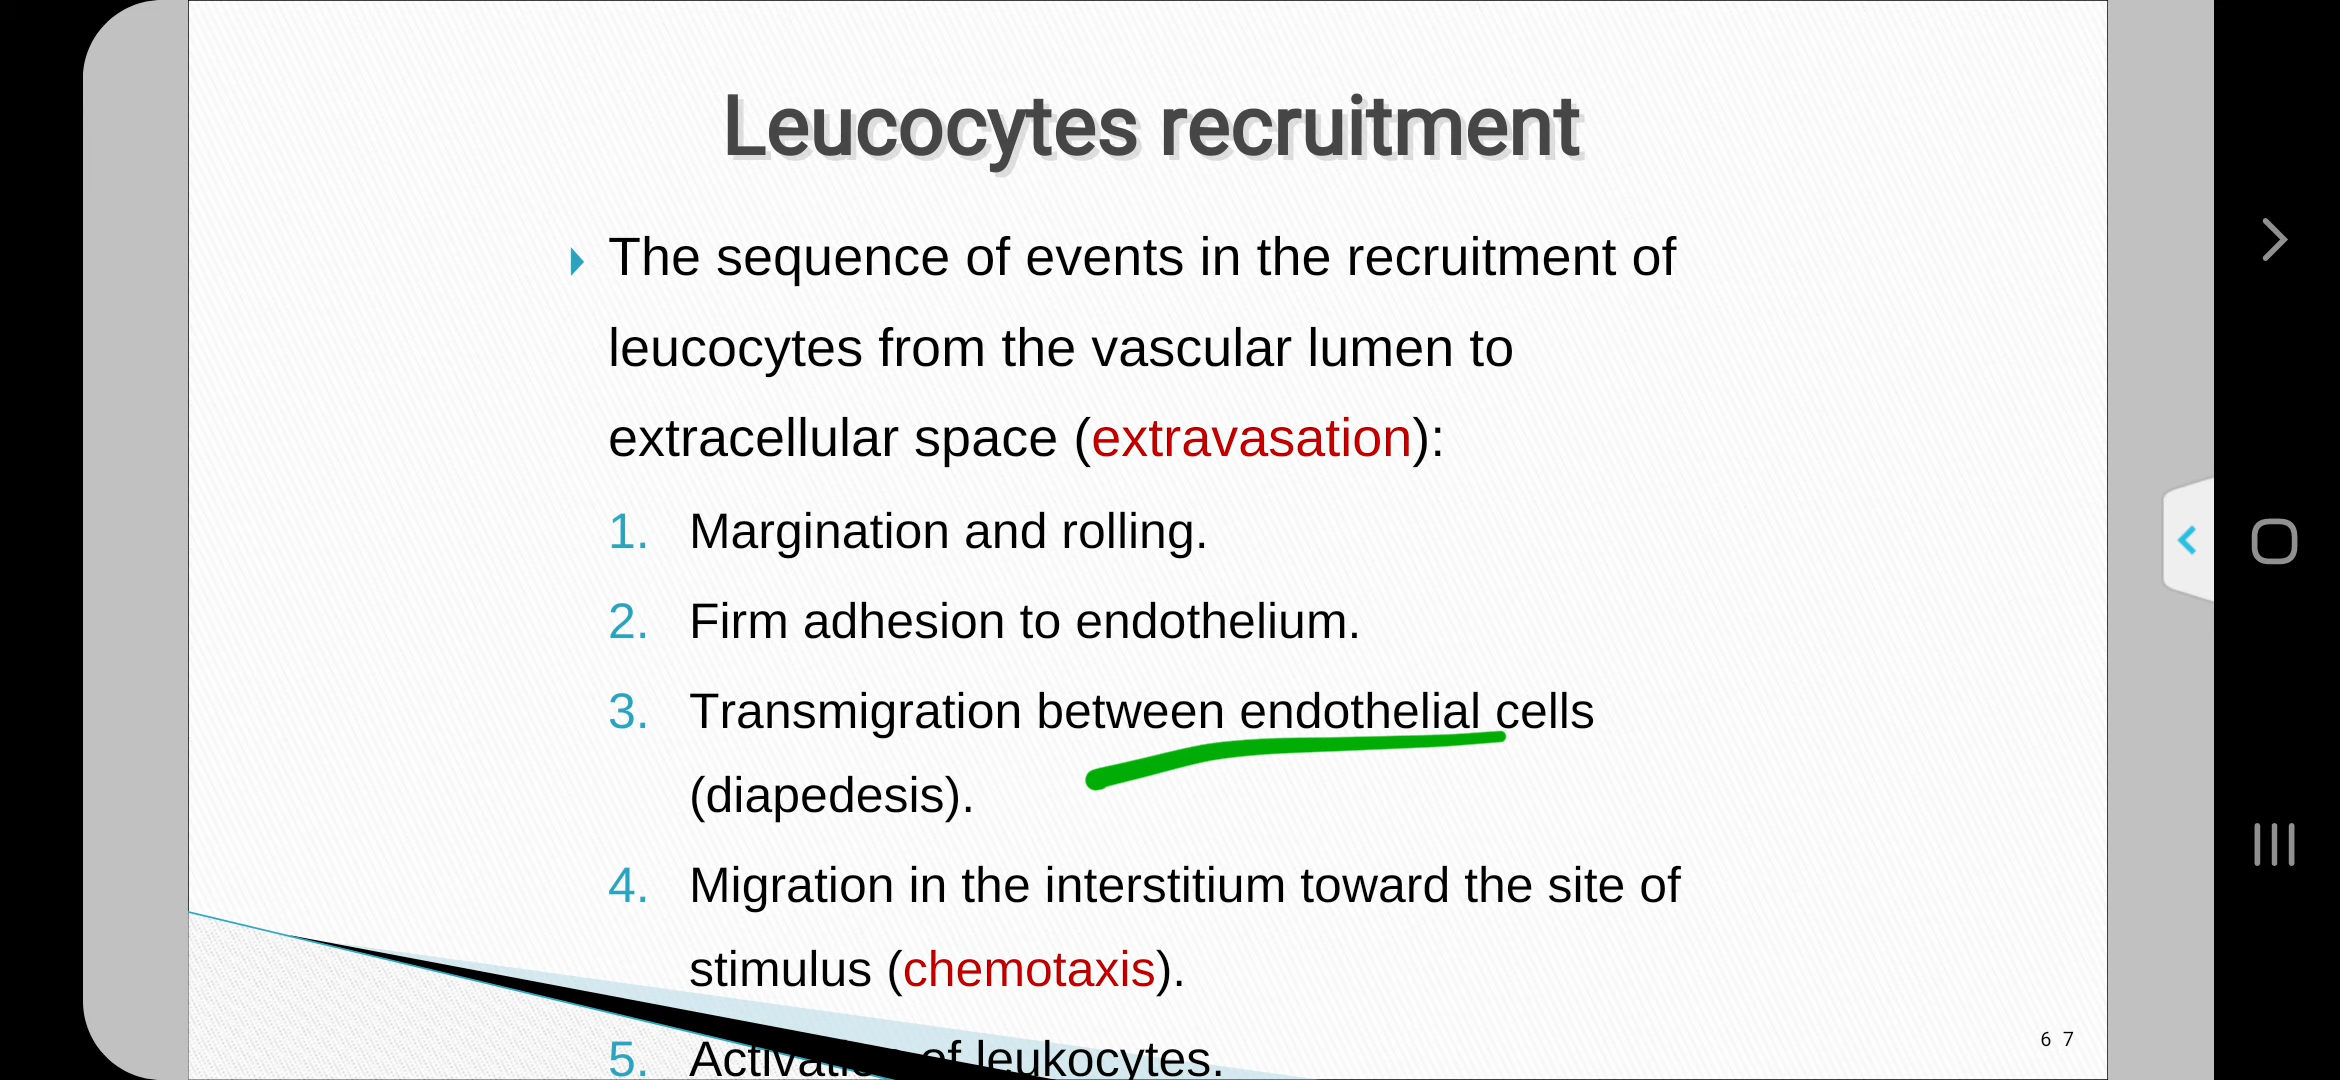 Leucocytes recruitment
The sequence of events in the recruitment of
leucocytes from the vascular lumen to
extracellular space (extravasation):
1. Margination and rolling.
2. Firm adhesion to endothelium.
3. Transmigration between endothelial cells
(diapedesis).
4. Migration in the interstitium toward the site of
stimulus (chemotaxis).
5. Activation of leukocytes.
6 7